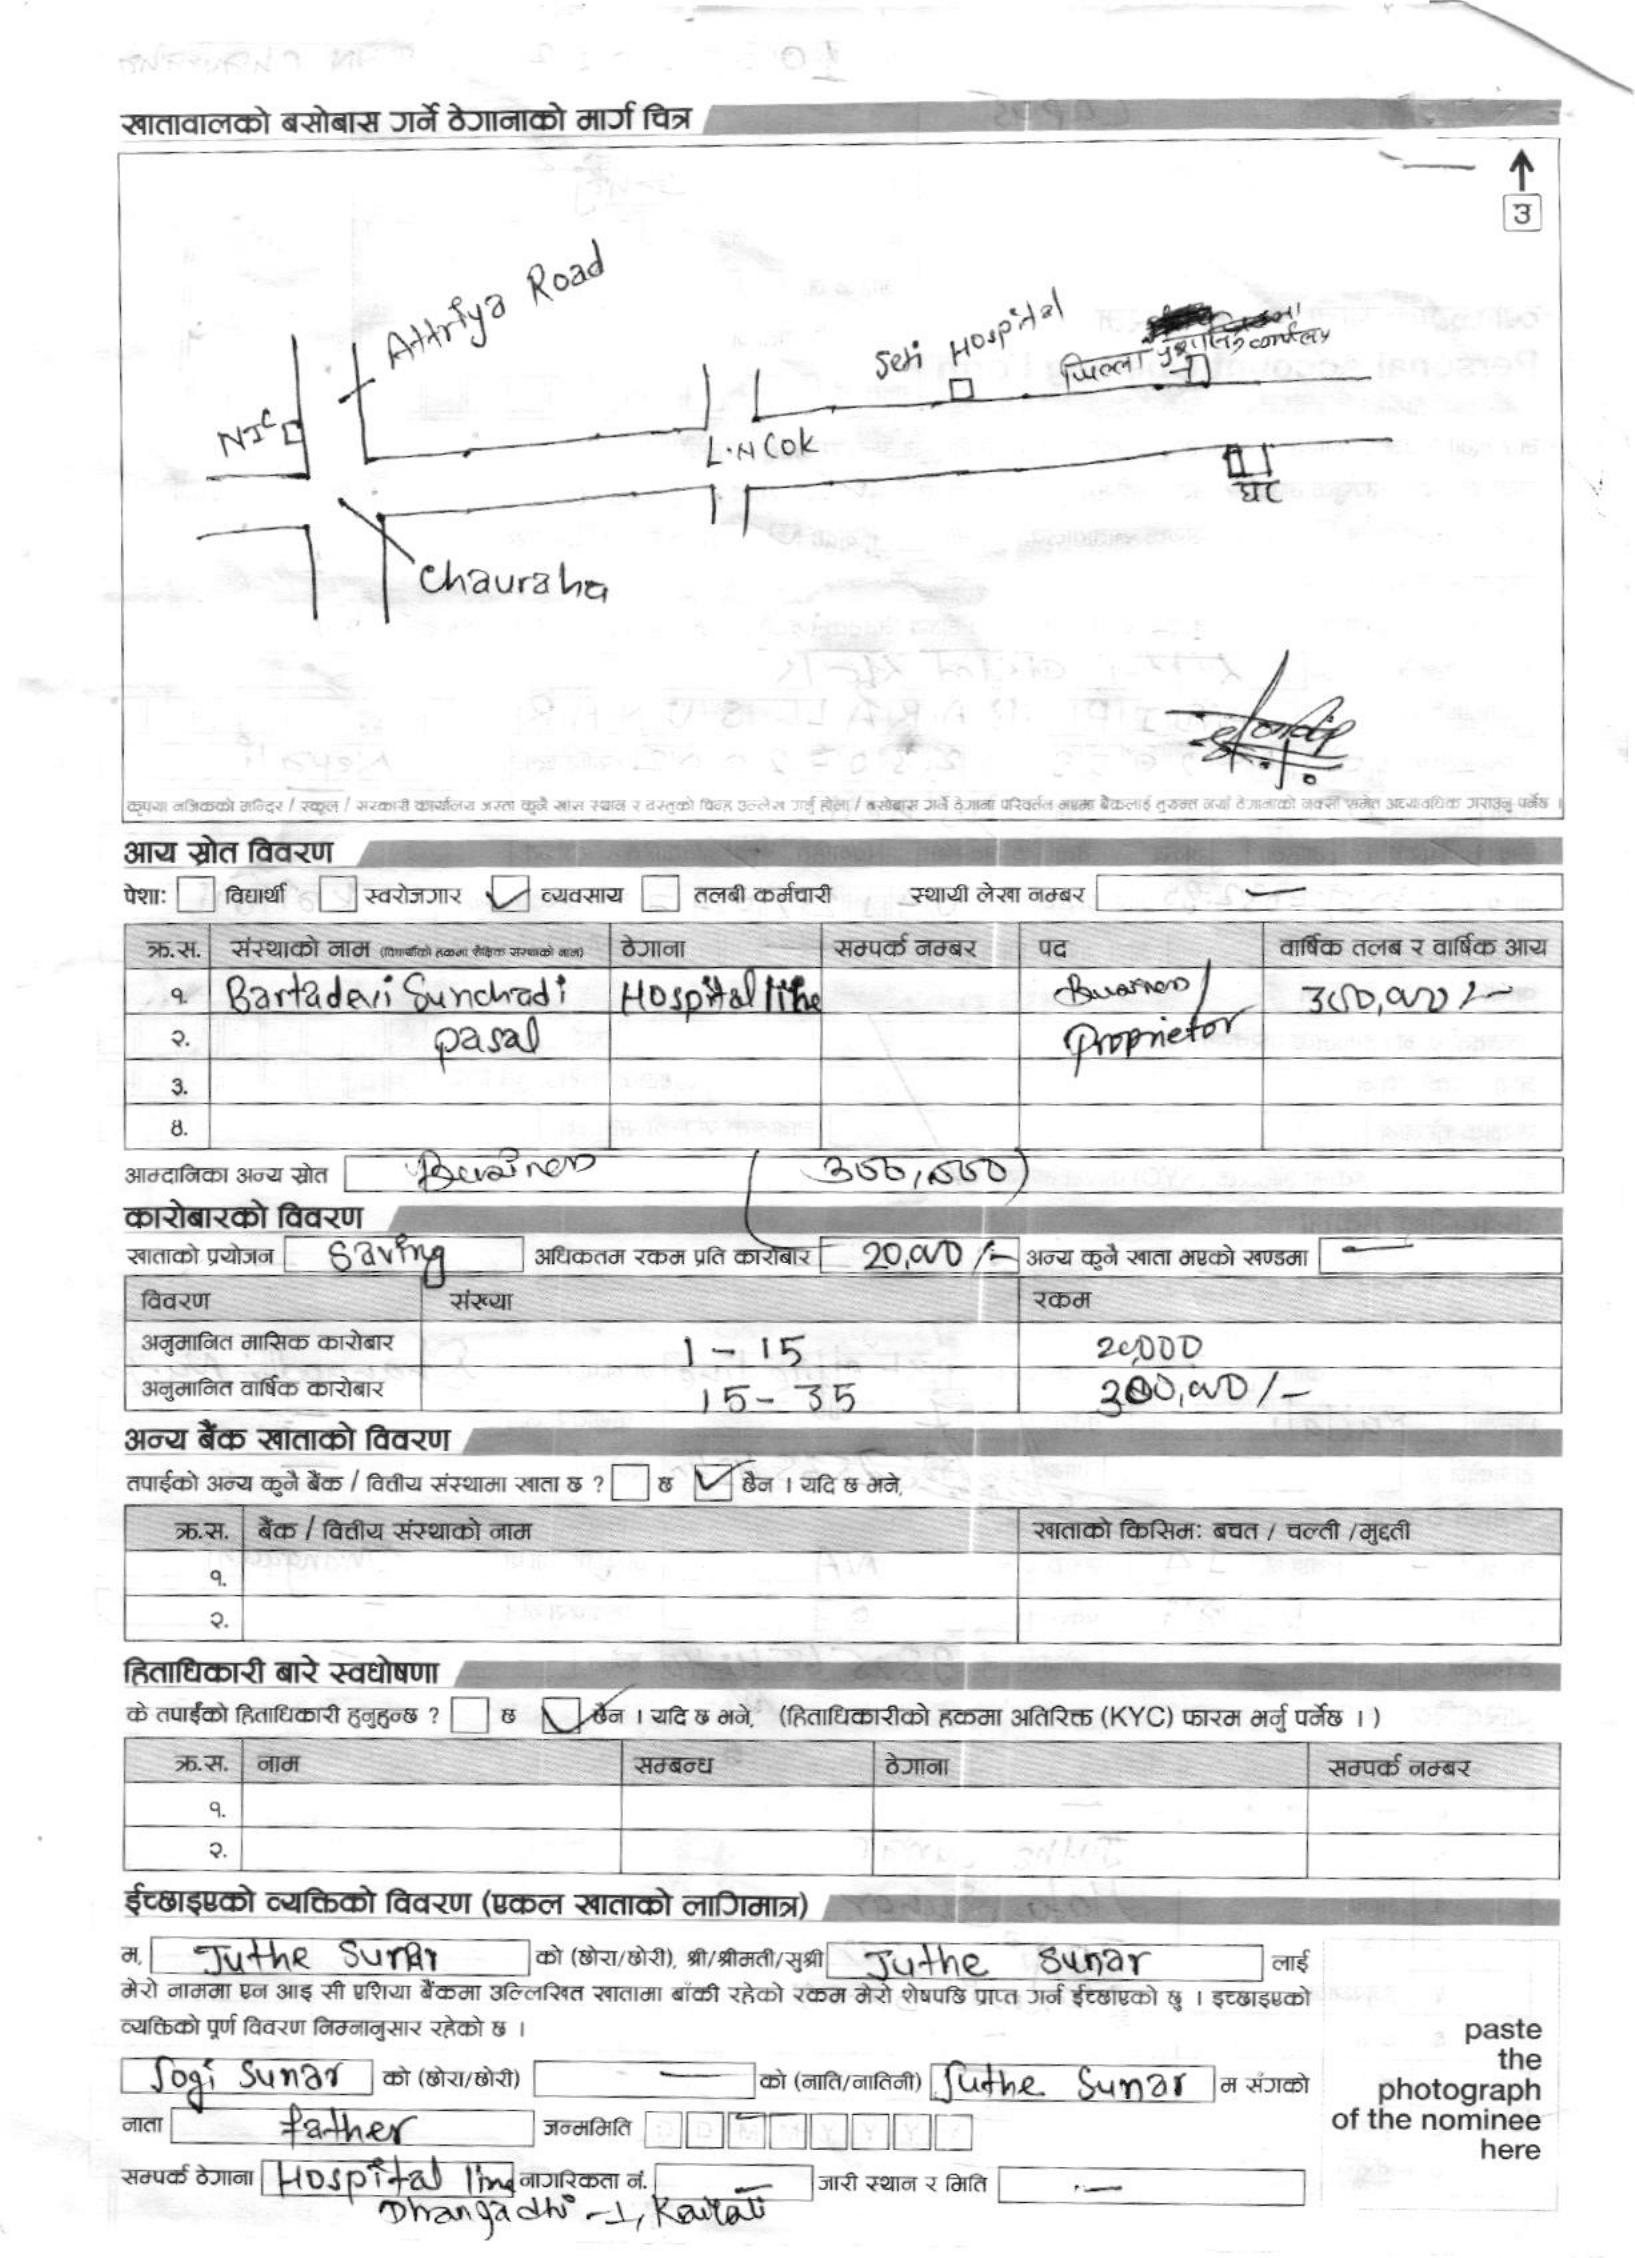 खातावालको बसोबास गर्ने ठेगानाको मार्ग चित्र
उ
Attriya Road
Seti Hospital
जिल्ला
NIC
L.N Cok
घर
Chauraha
कृपया नजिकको मन्दिर / स्कूल / सरकारी कार्यालय जस्ता कुनै खास स्थान र वस्तुको चिन्ह उल्लेख गर्नु होला / बसोबास गर्ने ठेगाना परिवर्तन भएमा बैंकलाई तुरुन्त नयाँ ठेगानाको नक्सा समेत अध्यावधिक गराउनु पर्नेछ ।
आय स्रोत विवरण
पेशा: विद्यार्थी स्वरोजगार व्यवसाय तलबी कर्मचारी स्थायी लेखा नम्बर —
क्र.स. संस्थाको नाम (विद्यार्थीको हकमा शैक्षिक संस्थाको नाम) ठेगाना सम्पर्क नम्बर पद वार्षिक तलब र वार्षिक आय
१. Bartadevi Sunchadi Hospital line Business/ 300,000/-
२. pasal Proprietor
३.
४.
आम्दानिका अन्य स्रोत Business
कारोबारको विवरण
खाताको प्रयोजन Saving अधिकतम रकम प्रति कारोबार 20,000/- अन्य कुनै खाता भएको खण्डमा —
विवरण संख्या रकम
अनुमानित मासिक कारोबार 1 - 15 20,000
अनुमानित वार्षिक कारोबार 15 - 35 300,000/-
अन्य बैंक खाताको विवरण
तपाईको अन्य कुनै बैंक / वित्तीय संस्थामा खाता छ ? छ छैन । यदि छ भने,
क्र.स. बैंक / वित्तीय संस्थाको नाम खाताको किसिम: बचत / चल्ती /मुद्दती
१.
२.
हिताधिकारी बारे स्वघोषणा
के तपाईंको हिताधिकारी हुनुहुन्छ ? छ छैन । यदि छ भने, (हिताधिकारीको हकमा अतिरिक्त (KYC) फारम भर्नु पर्नेछ ।)
क्र.स. नाम सम्बन्ध ठेगाना सम्पर्क नम्बर
१.
२.
ईच्छाइएको व्यक्तिको विवरण (एकल खाताको लागिमात्र)
म, Juthe Sunar को (छोरा/छोरी), श्री/श्रीमती/सुश्री Juthe Sunar लाई
मेरो नाममा एन आइ सी एशिया बैंकमा उल्लिखित खातामा बाँकी रहेको रकम मेरो शेषपछि प्राप्त गर्न ईच्छाएको छु । इच्छाइएको
व्यक्तिको पूर्ण विवरण निम्नानुसार रहेको छ ।
Jogi Sunar को (छोरा/छोरी) — को (नाति/नातिनी) Juthe Sunar म संगको
नाता father जन्ममिति D D M M Y Y Y Y
सम्पर्क ठेगाना Hospital line नागरिकता नं. — जारी स्थान र मिति —
Dhangadhi -1, Kailali
paste
the
photograph
of the nominee
here